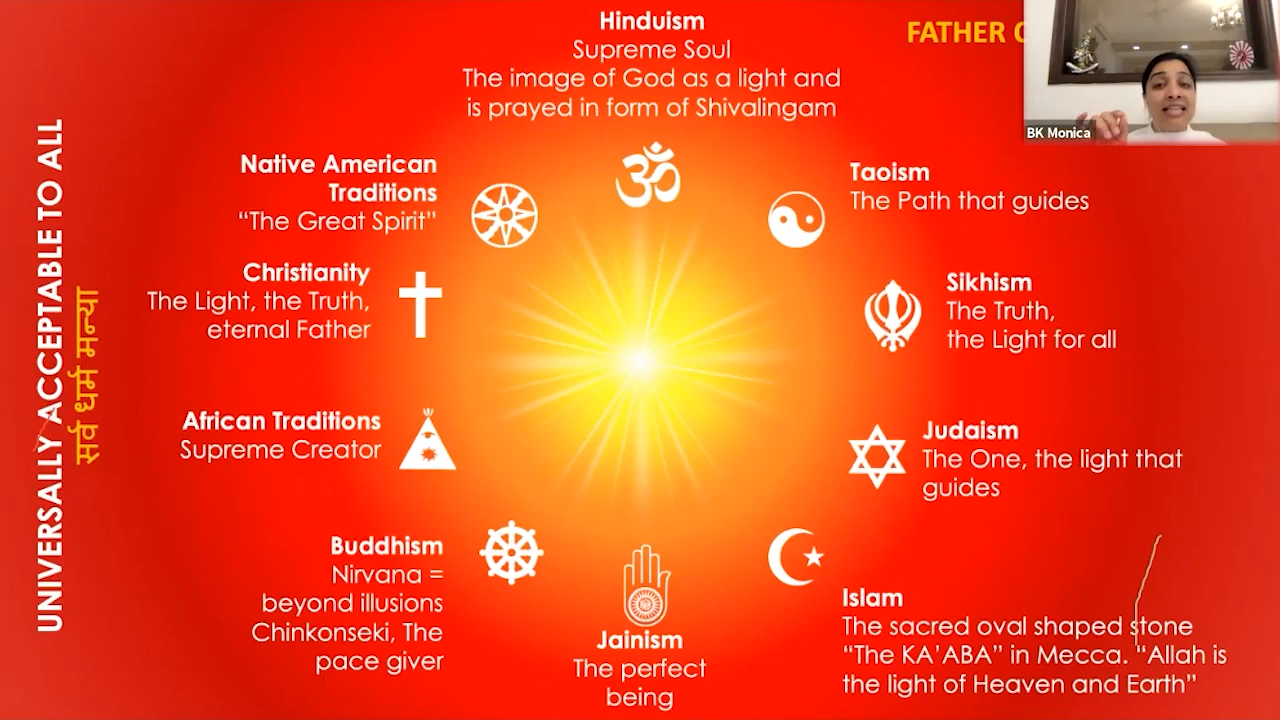 Hinduism
Supreme Soul
The image of God as a light and
is prayed in form of Shivalingam
FATHER
BK Monica
UNIVERSALLY ACCEPTABLE TO ALL
सर्व धर्म मन्या
Native American
Traditions
“The Great Spirit”
ॐ
Taoism
The Path that guides
Christianity
The Light, the Truth,
eternal Father
Sikhism
The Truth,
the Light for all
African Traditions
Supreme Creator
Judaism
The One, the light that
guides
Buddhism
Nirvana =
beyond illusions
Chinkonseki, The
pace giver
Jainism
The perfect
being
Islam
The sacred oval shaped stone
“The KA’ABA” in Mecca. “Allah is
the light of Heaven and Earth”